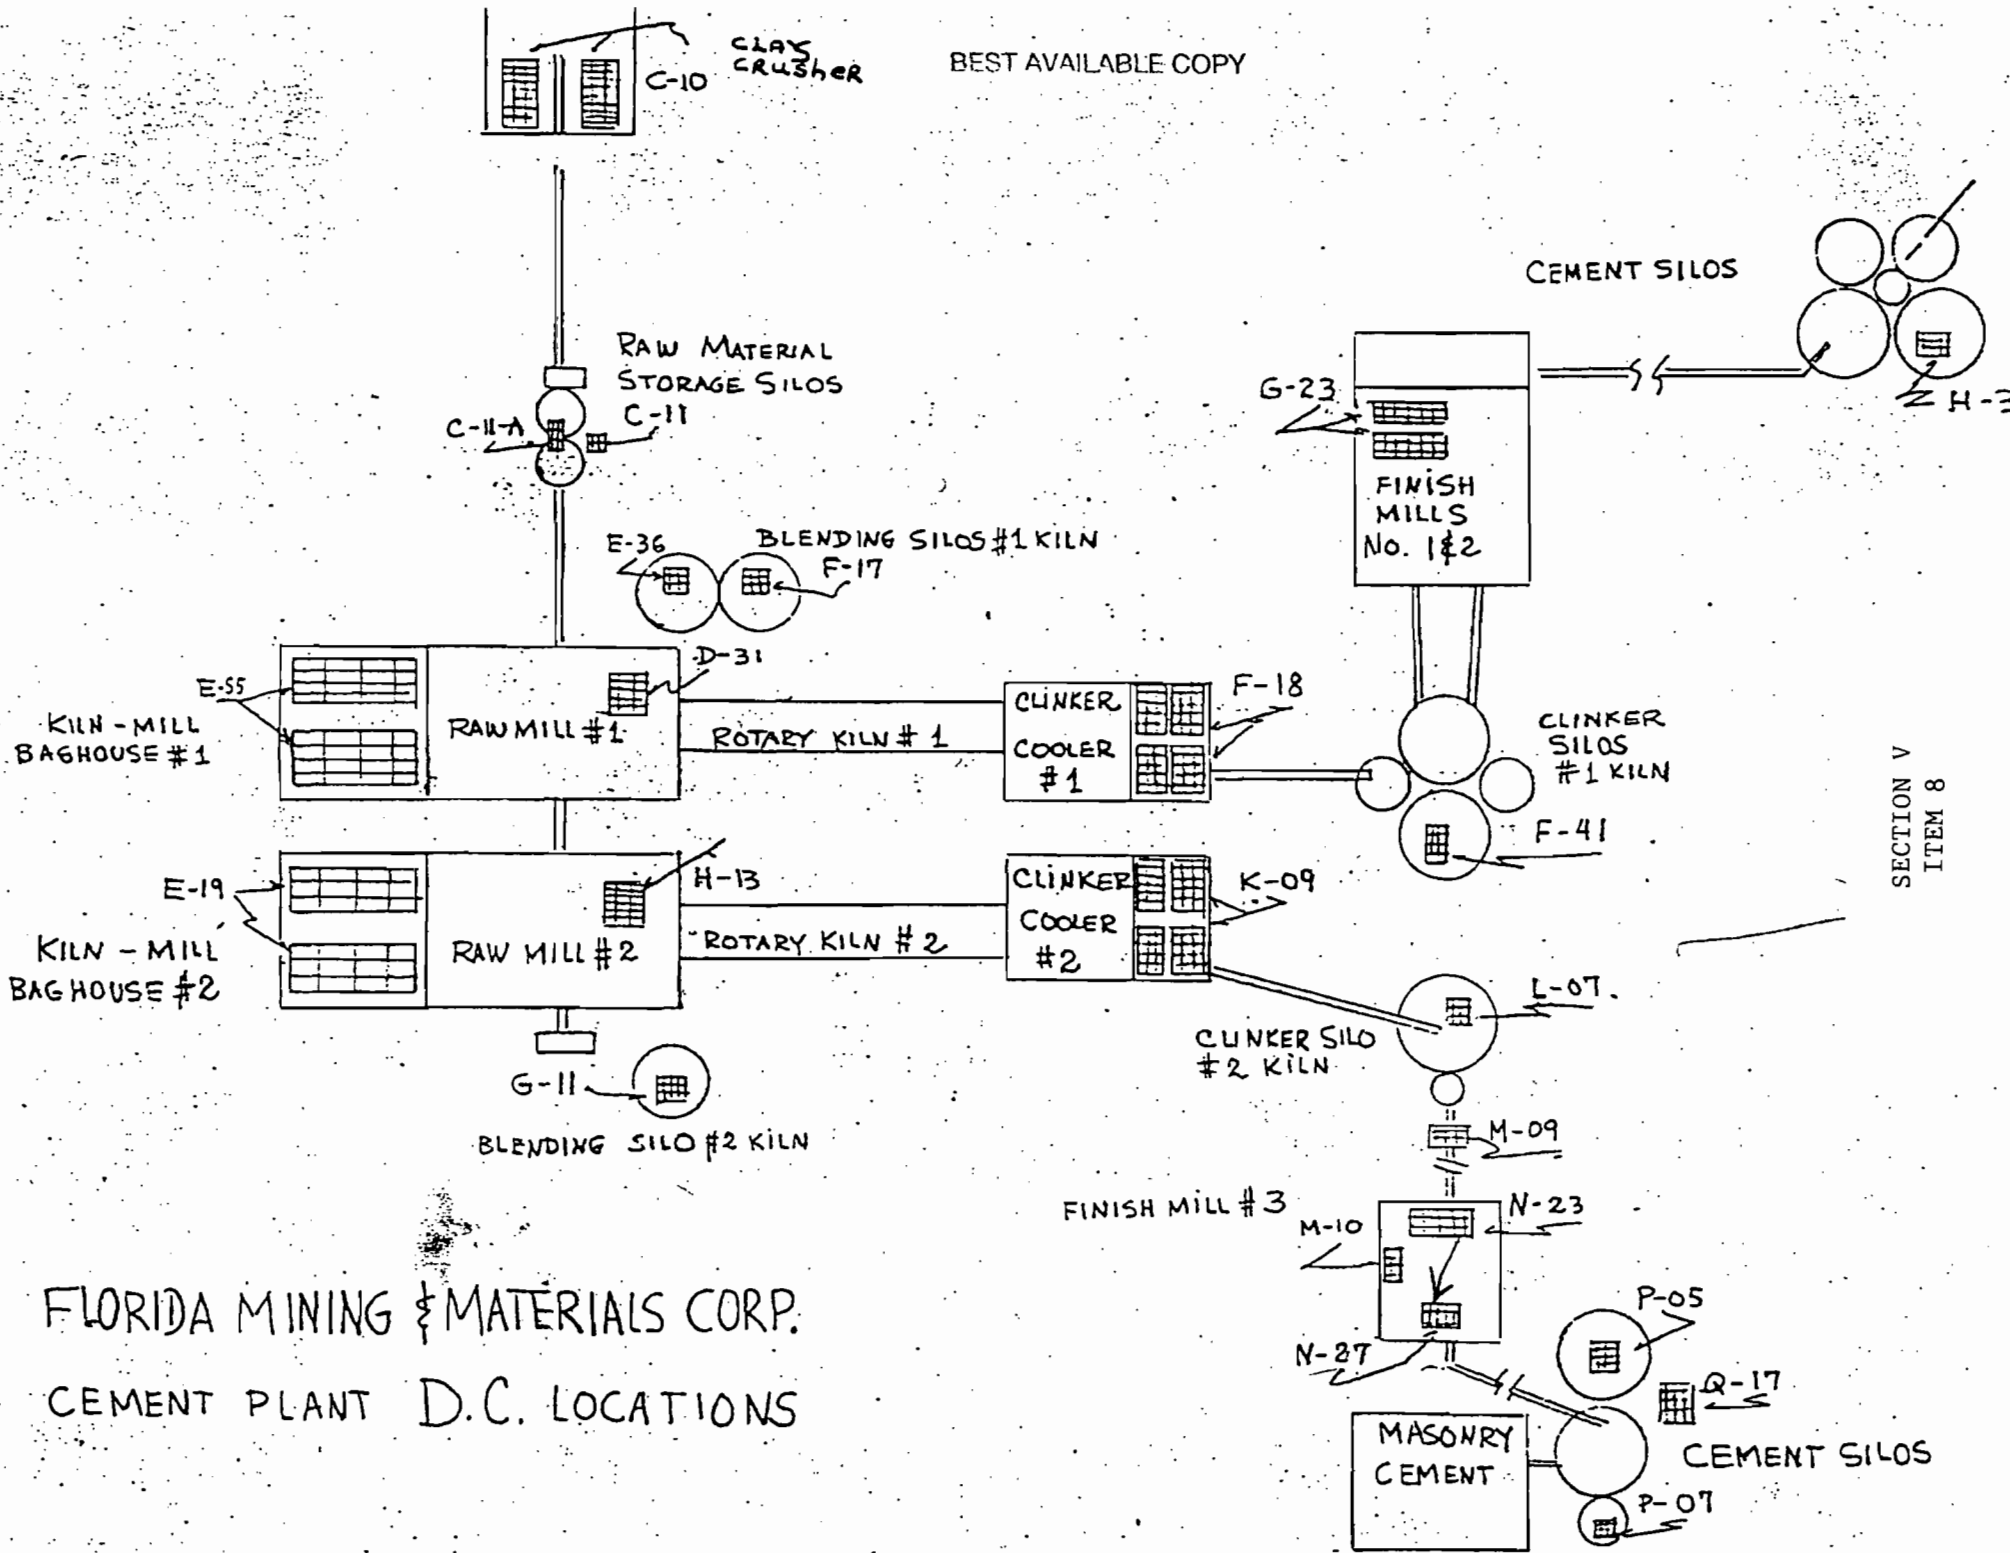 BEST AVAILABLE COPY
CLAY
CRUSHER
C-10
CEMENT SILOS
H-3
RAW MATERIAL
STORAGE SILOS
C-11-A
C-11
G-23
FINISH
MILLS
No. 1&2
E-36
BLENDING SILOS #1 KILN
F-17
D-31
E-55
KILN - MILL
BAGHOUSE #1
RAW MILL #1
ROTARY KILN # 1
CLINKER
COOLER
#1
F-18
CLINKER
SILOS
#1 KILN
F-41
SECTION V
ITEM 8
H-13
E-19
KILN - MILL
BAGHOUSE #2
RAW MILL #2
ROTARY KILN #2
CLINKER
COOLER
#2
K-09
L-07.
CLINKER SILO
#2 KILN
G-11
BLENDING SILO #2 KILN
M-09
FINISH MILL #3
M-10
N-23
N-27
P-05
Q-17
MASONRY
CEMENT
CEMENT SILOS
P-07
FLORIDA MINING & MATERIALS CORP.
CEMENT PLANT D.C. LOCATIONS